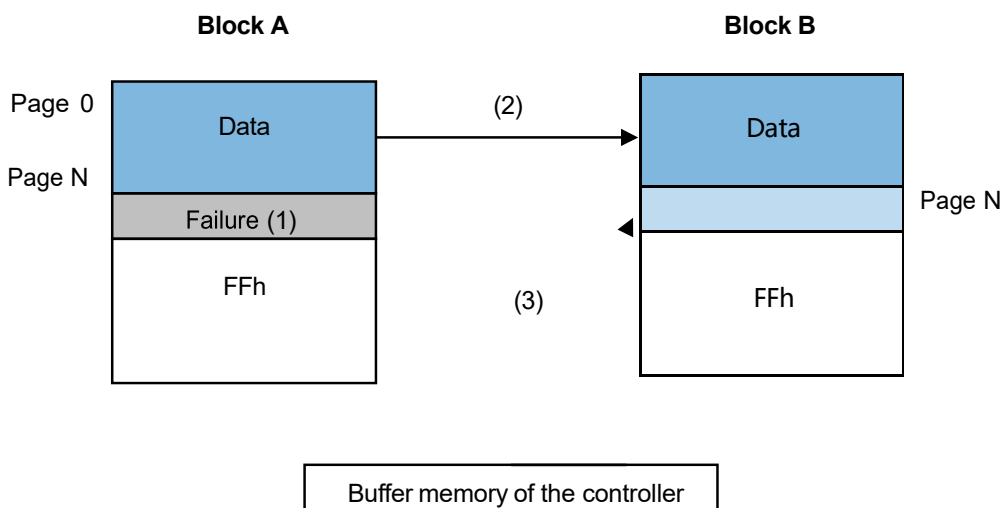 Block A
Block B
Page 0
Data
(2)
Data
Page N
Failure (1)
Page N
FFh
(3)
FFh
Buffer memory of the controller